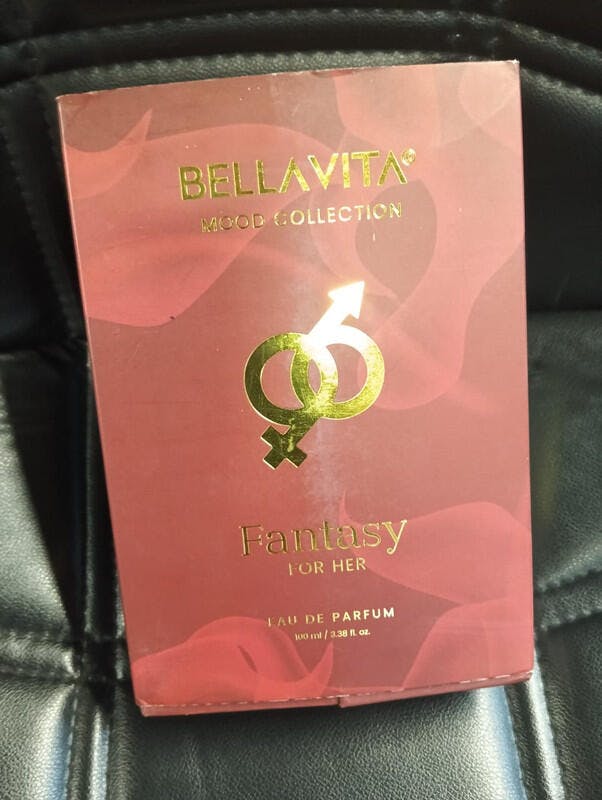 BELLAVITA®
MOOD COLLECTION
Fantasy
FOR HER
EAU DE PARFUM
100 ml / 3.38 fl. oz.